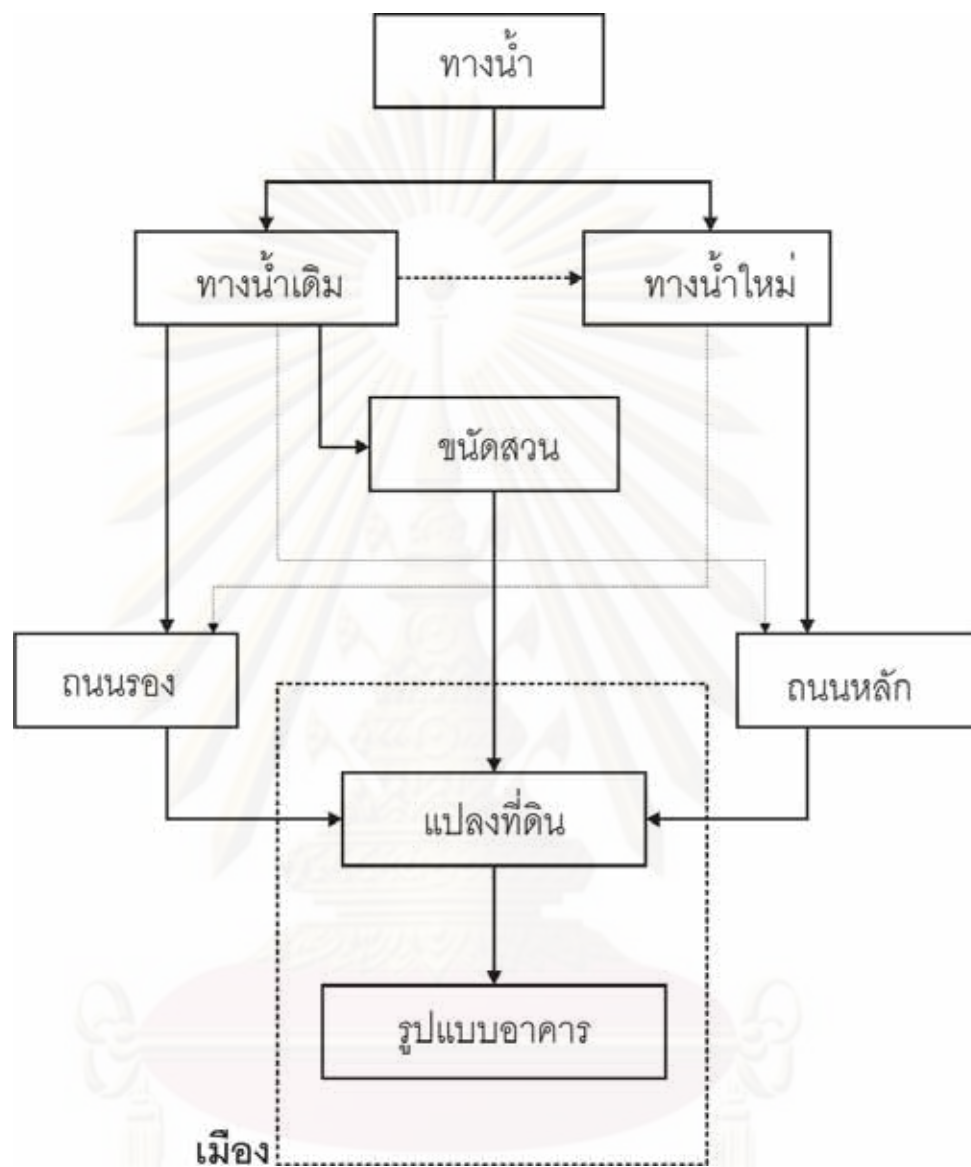 ทางน้ำ
ทางน้ำเดิม
ทางน้ำใหม่
ขนัดสวน
ถนนรอง
ถนนหลัก
แปลงที่ดิน
รูปแบบอาคาร
เมือง